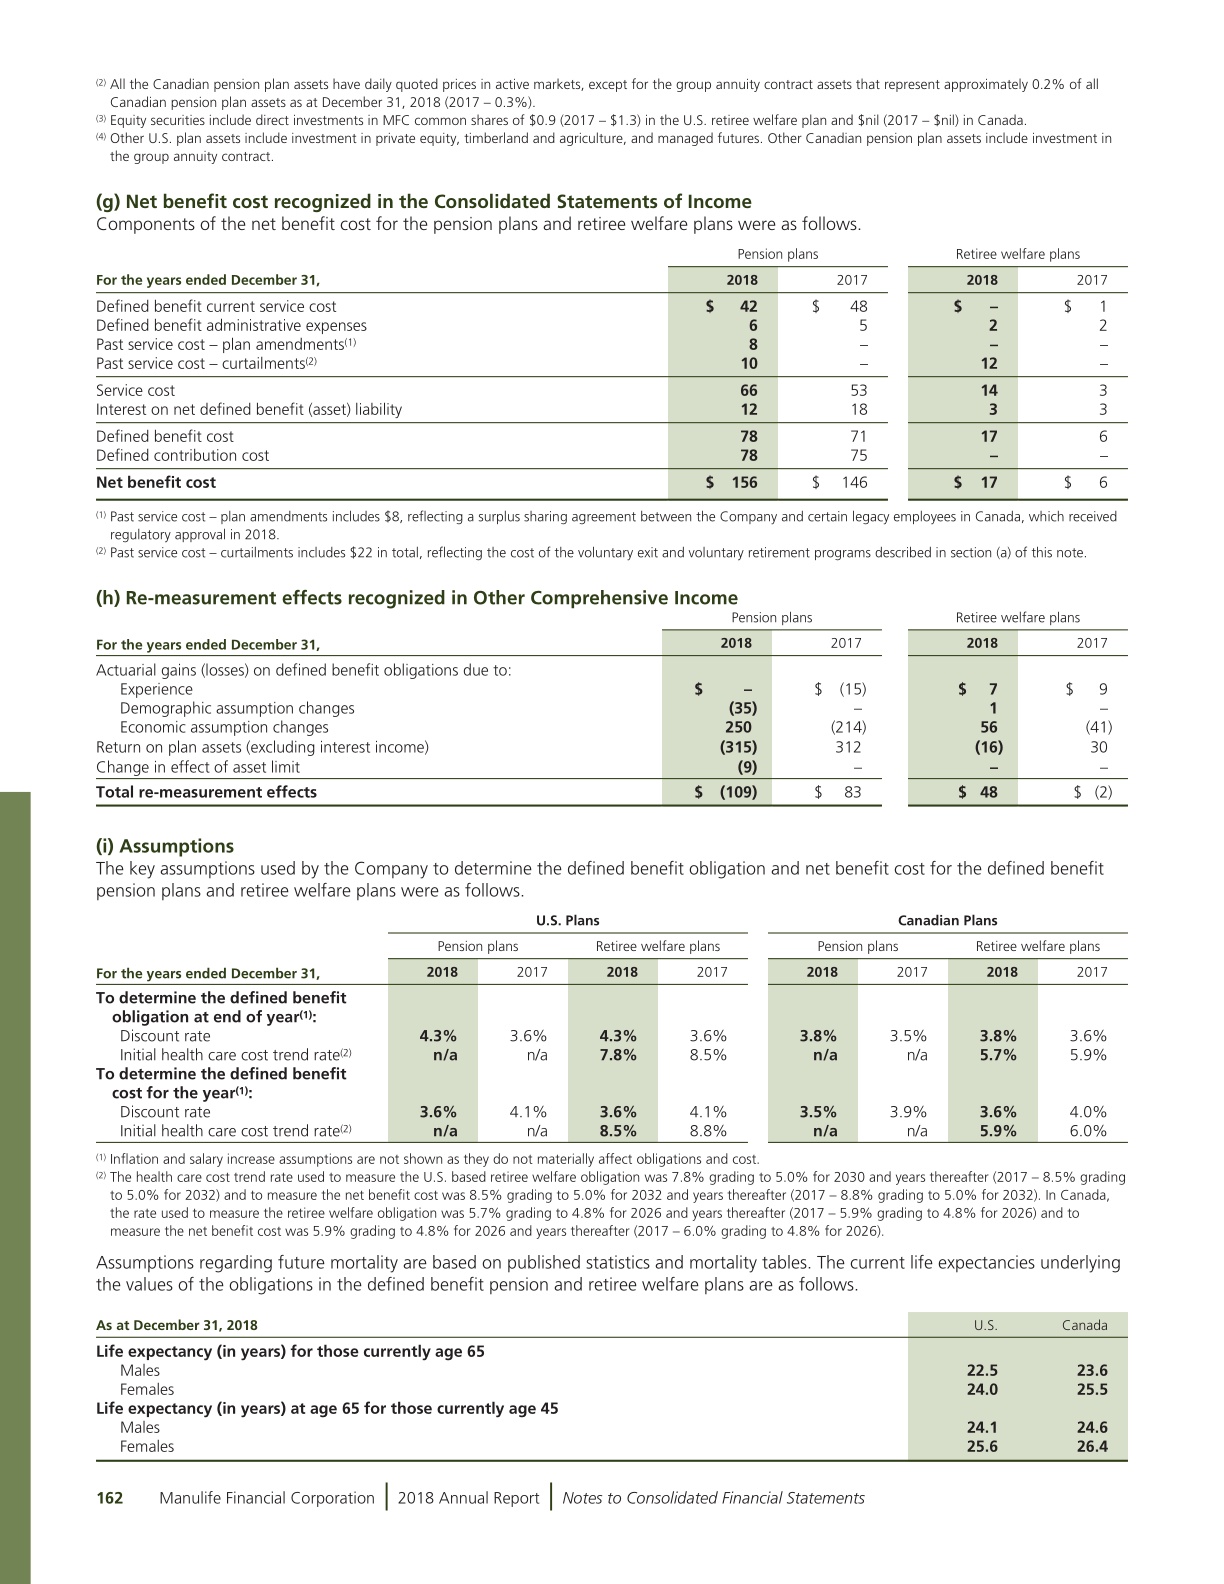 (2) All the Canadian pension plan assets have daily quoted prices in active markets, except for the group annuity contract assets that represent approximately 0.2% of all
Canadian pension plan assets as at December 31, 2018 (2017 – 0.3%).
(3) Equity securities include direct investments in MFC common shares of $0.9 (2017 – $1.3) in the U.S. retiree welfare plan and $nil (2017 – $nil) in Canada.
(4) Other U.S. plan assets include investment in private equity, timberland and agriculture, and managed futures. Other Canadian pension plan assets include investment in
the group annuity contract.
(g) Net benefit cost recognized in the Consolidated Statements of Income
Components of the net benefit cost for the pension plans and retiree welfare plans were as follows.
Pension plans Retiree welfare plans
For the years ended December 31, 2018 2017 2018 2017
Defined benefit current service cost $ 42 $ 48 $ – $ 1
Defined benefit administrative expenses 6 5 2 2
Past service cost – plan amendments(1) 8 – – –
Past service cost – curtailments(2) 10 – 12 –
Service cost 66 53 14 3
Interest on net defined benefit (asset) liability 12 18 3 3
Defined benefit cost 78 71 17 6
Defined contribution cost 78 75 – –
Net benefit cost $ 156 $ 146 $ 17 $ 6
(1) Past service cost – plan amendments includes $8, reflecting a surplus sharing agreement between the Company and certain legacy employees in Canada, which received
regulatory approval in 2018.
(2) Past service cost – curtailments includes $22 in total, reflecting the cost of the voluntary exit and voluntary retirement programs described in section (a) of this note.
(h) Re-measurement effects recognized in Other Comprehensive Income
Pension plans Retiree welfare plans
For the years ended December 31, 2018 2017 2018 2017
Actuarial gains (losses) on defined benefit obligations due to:
Experience $ – $ (15) $ 7 $ 9
Demographic assumption changes (35) – 1 –
Economic assumption changes 250 (214) 56 (41)
Return on plan assets (excluding interest income) (315) 312 (16) 30
Change in effect of asset limit (9) – – –
Total re-measurement effects $ (109) $ 83 $ 48 $ (2)
(i) Assumptions
The key assumptions used by the Company to determine the defined benefit obligation and net benefit cost for the defined benefit
pension plans and retiree welfare plans were as follows.
U.S. Plans Canadian Plans
Pension plans Retiree welfare plans Pension plans Retiree welfare plans
For the years ended December 31, 2018 2017 2018 2017 2018 2017 2018 2017
To determine the defined benefit
obligation at end of year(1):
Discount rate 4.3% 3.6% 4.3% 3.6% 3.8% 3.5% 3.8% 3.6%
Initial health care cost trend rate(2) n/a n/a 7.8% 8.5% n/a n/a 5.7% 5.9%
To determine the defined benefit
cost for the year(1):
Discount rate 3.6% 4.1% 3.6% 4.1% 3.5% 3.9% 3.6% 4.0%
Initial health care cost trend rate(2) n/a n/a 8.5% 8.8% n/a n/a 5.9% 6.0%
(1) Inflation and salary increase assumptions are not shown as they do not materially affect obligations and cost.
(2) The health care cost trend rate used to measure the U.S. based retiree welfare obligation was 7.8% grading to 5.0% for 2030 and years thereafter (2017 – 8.5% grading
to 5.0% for 2032) and to measure the net benefit cost was 8.5% grading to 5.0% for 2032 and years thereafter (2017 – 8.8% grading to 5.0% for 2032). In Canada,
the rate used to measure the retiree welfare obligation was 5.7% grading to 4.8% for 2026 and years thereafter (2017 – 5.9% grading to 4.8% for 2026) and to
measure the net benefit cost was 5.9% grading to 4.8% for 2026 and years thereafter (2017 – 6.0% grading to 4.8% for 2026).
Assumptions regarding future mortality are based on published statistics and mortality tables. The current life expectancies underlying
the values of the obligations in the defined benefit pension and retiree welfare plans are as follows.
As at December 31, 2018 U.S. Canada
Life expectancy (in years) for those currently age 65
Males 22.5 23.6
Females 24.0 25.5
Life expectancy (in years) at age 65 for those currently age 45
Males 24.1 24.6
Females 25.6 26.4
162 Manulife Financial Corporation 2018 Annual Report Notes to Consolidated Financial Statements